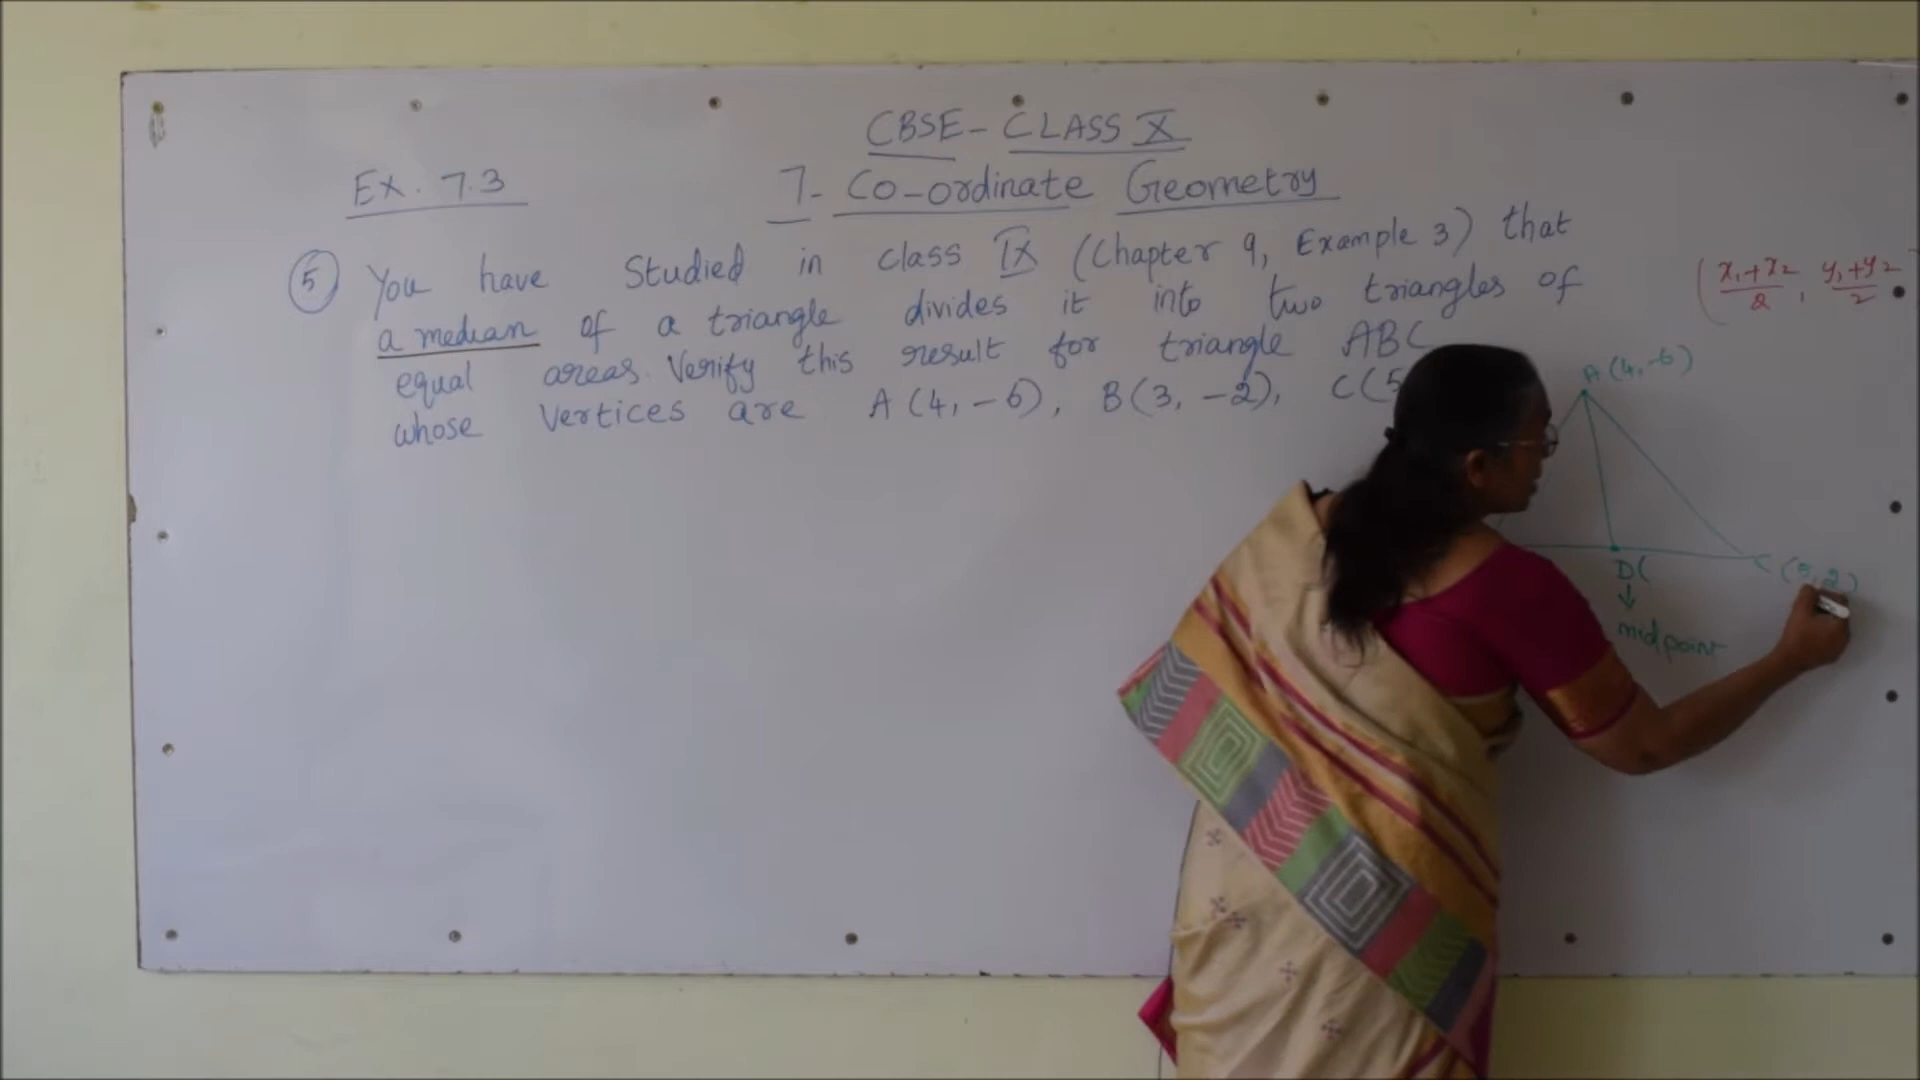 CBSE - CLASS X
Ex. 7.3
7- Co-ordinate Geometry
5 You have studied in class IX (Chapter 9, Example 3) that
a median of a triangle divides it into two triangles of
equal areas. Verify this result for triangle ABC
whose vertices are A(4, -6), B(3, -2), C(5
(x₁+x₂/2, y₁+y₂/2
A(4,-6)
D(
C (5,2)
↓
midpoint